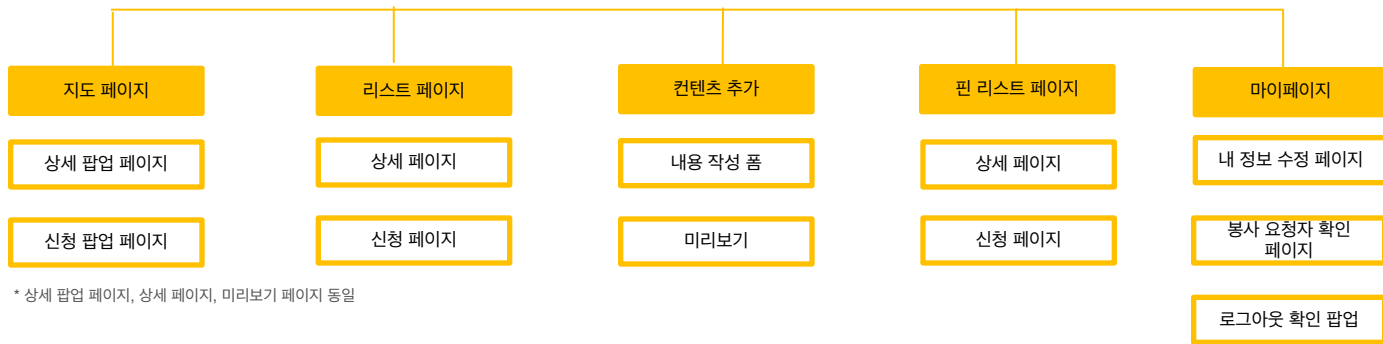 지도 페이지
리스트 페이지
컨텐츠 추가
핀 리스트 페이지
마이페이지
상세 팝업 페이지
상세 페이지
내용 작성 폼
상세 페이지
내 정보 수정 페이지
신청 팝업 페이지
신청 페이지
미리보기
신청 페이지
봉사 요청자 확인
페이지
* 상세 팝업 페이지, 상세 페이지, 미리보기 페이지 동일
로그아웃 확인 팝업